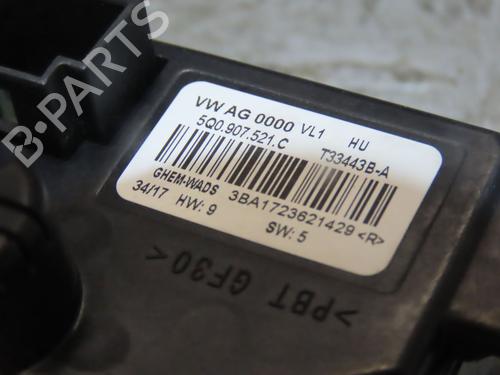 VW AG 0000 VL1 HU
5Q0.907.521.C T33443B-A
GHEM-WADS 3BA1723621429 <R>
34/17 HW: 9 SW: 5
>PBT GF30<
B